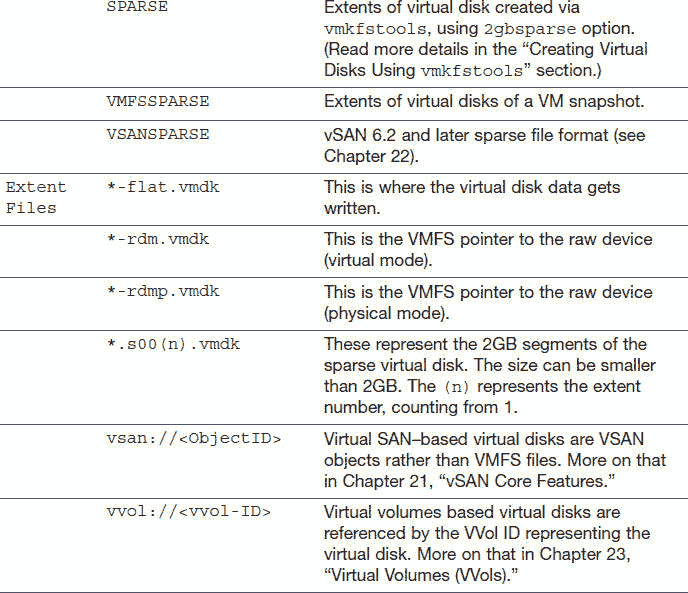 SPARSE Extents of virtual disk created via
vmkfstools, using 2gbsparse option.
(Read more details in the “Creating Virtual
Disks Using vmkfstools” section.)
VMFSSPARSE Extents of virtual disks of a VM snapshot.
VSANSPARSE vSAN 6.2 and later sparse file format (see
Chapter 22).
Extent *-flat.vmdk This is where the virtual disk data gets
Files written.
*-rdm.vmdk This is the VMFS pointer to the raw device
(virtual mode).
*-rdmp.vmdk This is the VMFS pointer to the raw device
(physical mode).
*.s00(n).vmdk These represent the 2GB segments of the
sparse virtual disk. The size can be smaller
than 2GB. The (n) represents the extent
number, counting from 1.
vsan://<ObjectID> Virtual SAN–based virtual disks are VSAN
objects rather than VMFS files. More on that
in Chapter 21, “vSAN Core Features.”
vvol://<vvol-ID> Virtual volumes based virtual disks are
referenced by the VVol ID representing the
virtual disk. More on that in Chapter 23,
“Virtual Volumes (VVols).”